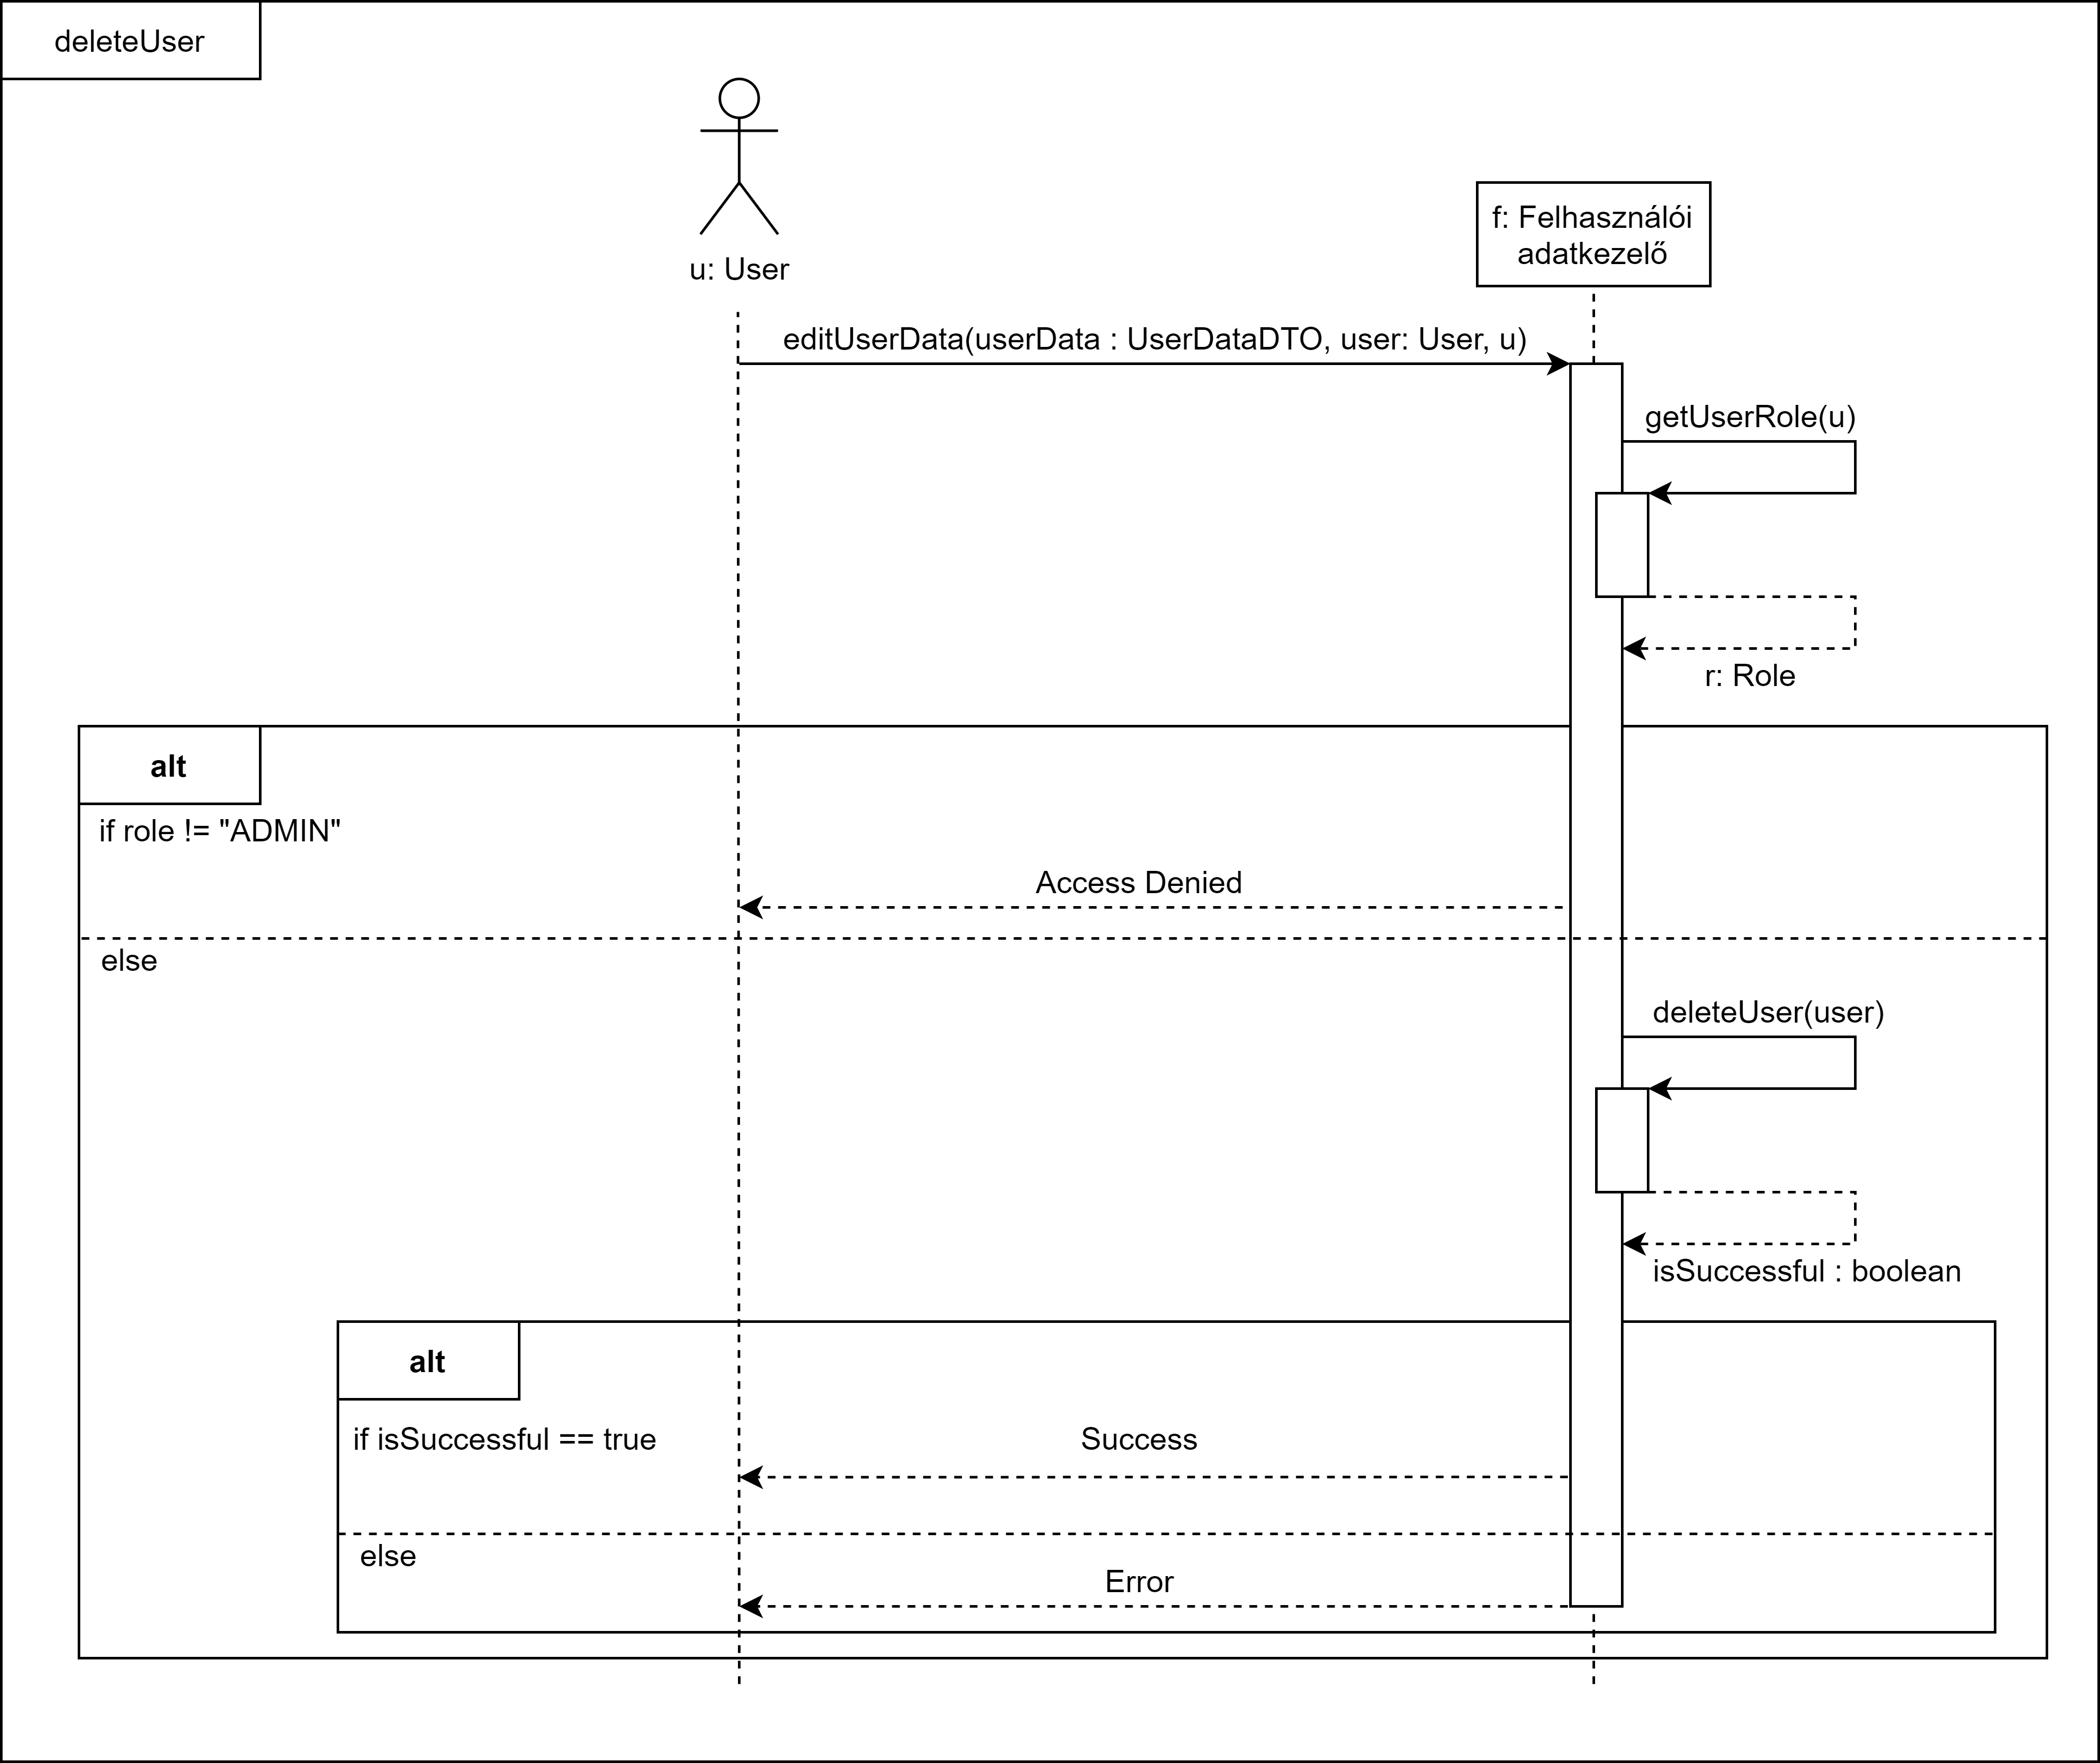 deleteUser
u: User
f: Felhasználói
adatkezelő
editUserData(userData : UserDataDTO, user: User, u)
getUserRole(u)
r: Role
alt
if role != "ADMIN"
Access Denied
else
deleteUser(user)
isSuccessful : boolean
alt
if isSuccessful == true
Success
else
Error